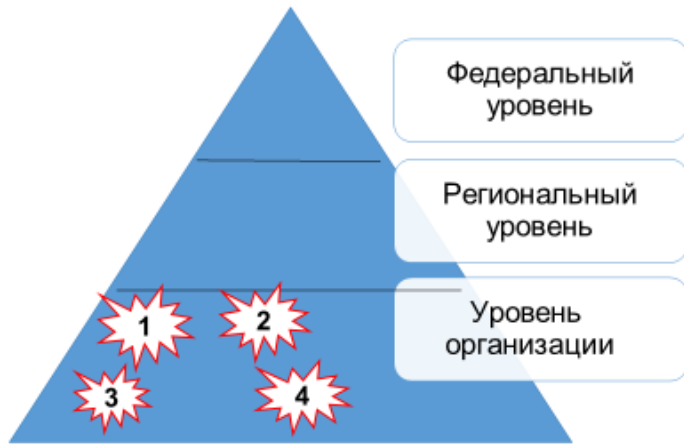 Федеральный
уровень
Региональный
уровень
Уровень
организации
1
2
3
4